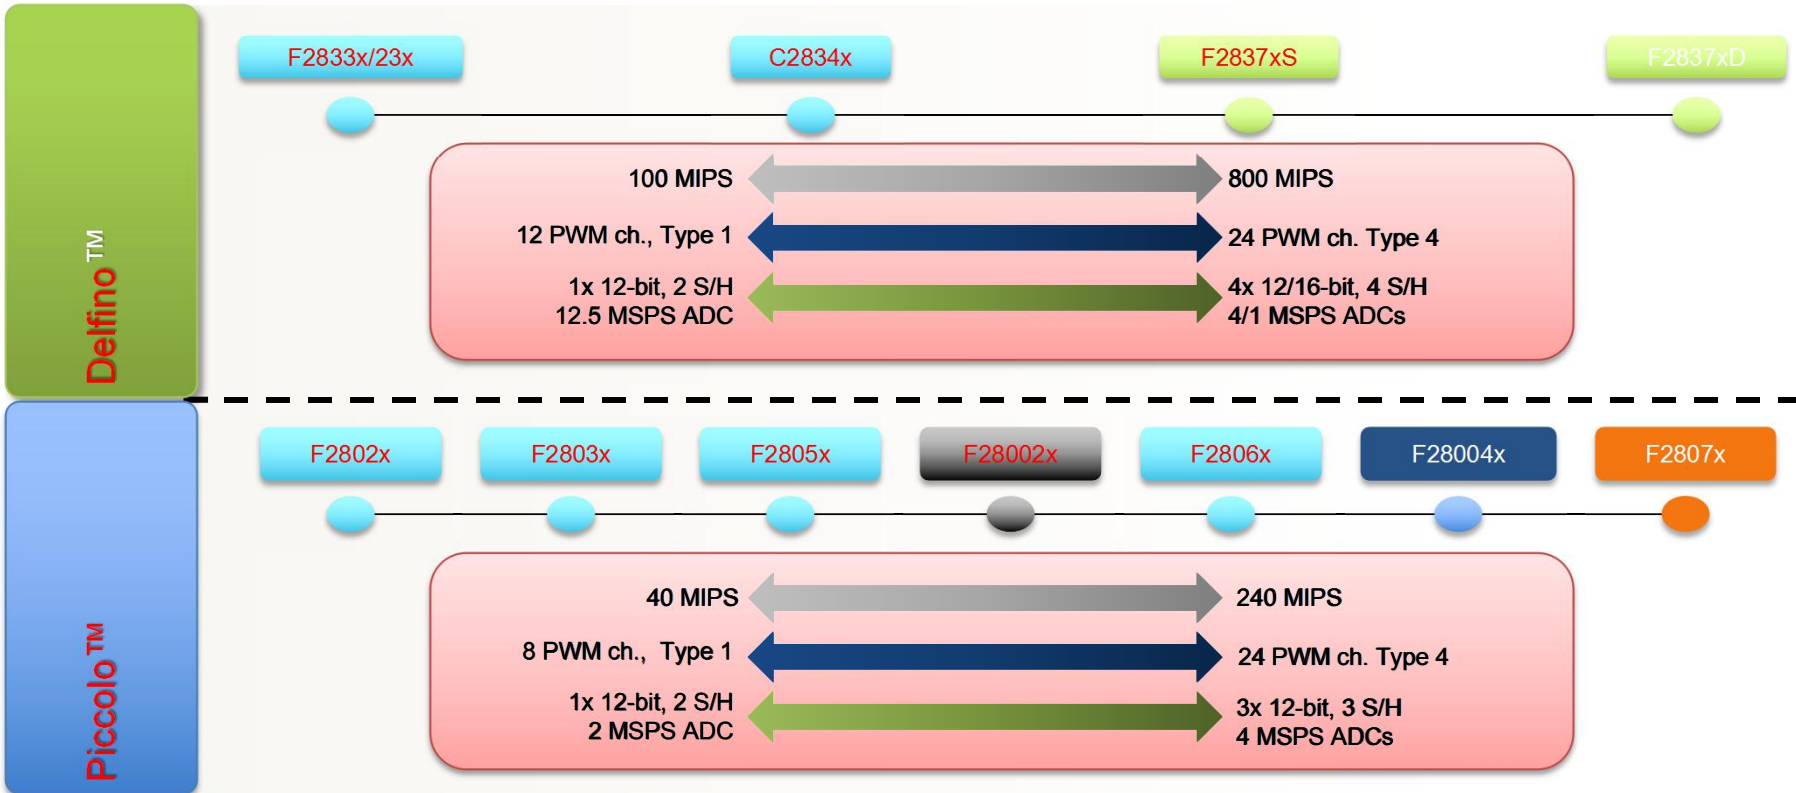 Delfino™
F2833x/23x
C2834x
F2837xS
F2837xD
100 MIPS
800 MIPS
12 PWM ch., Type 1
24 PWM ch. Type 4
1x 12-bit, 2 S/H
12.5 MSPS ADC
4x 12/16-bit, 4 S/H
4/1 MSPS ADCs
Piccolo™
F2802x
F2803x
F2805x
F28002x
F2806x
F28004x
F2807x
40 MIPS
240 MIPS
8 PWM ch., Type 1
24 PWM ch. Type 4
1x 12-bit, 2 S/H
2 MSPS ADC
3x 12-bit, 3 S/H
4 MSPS ADCs